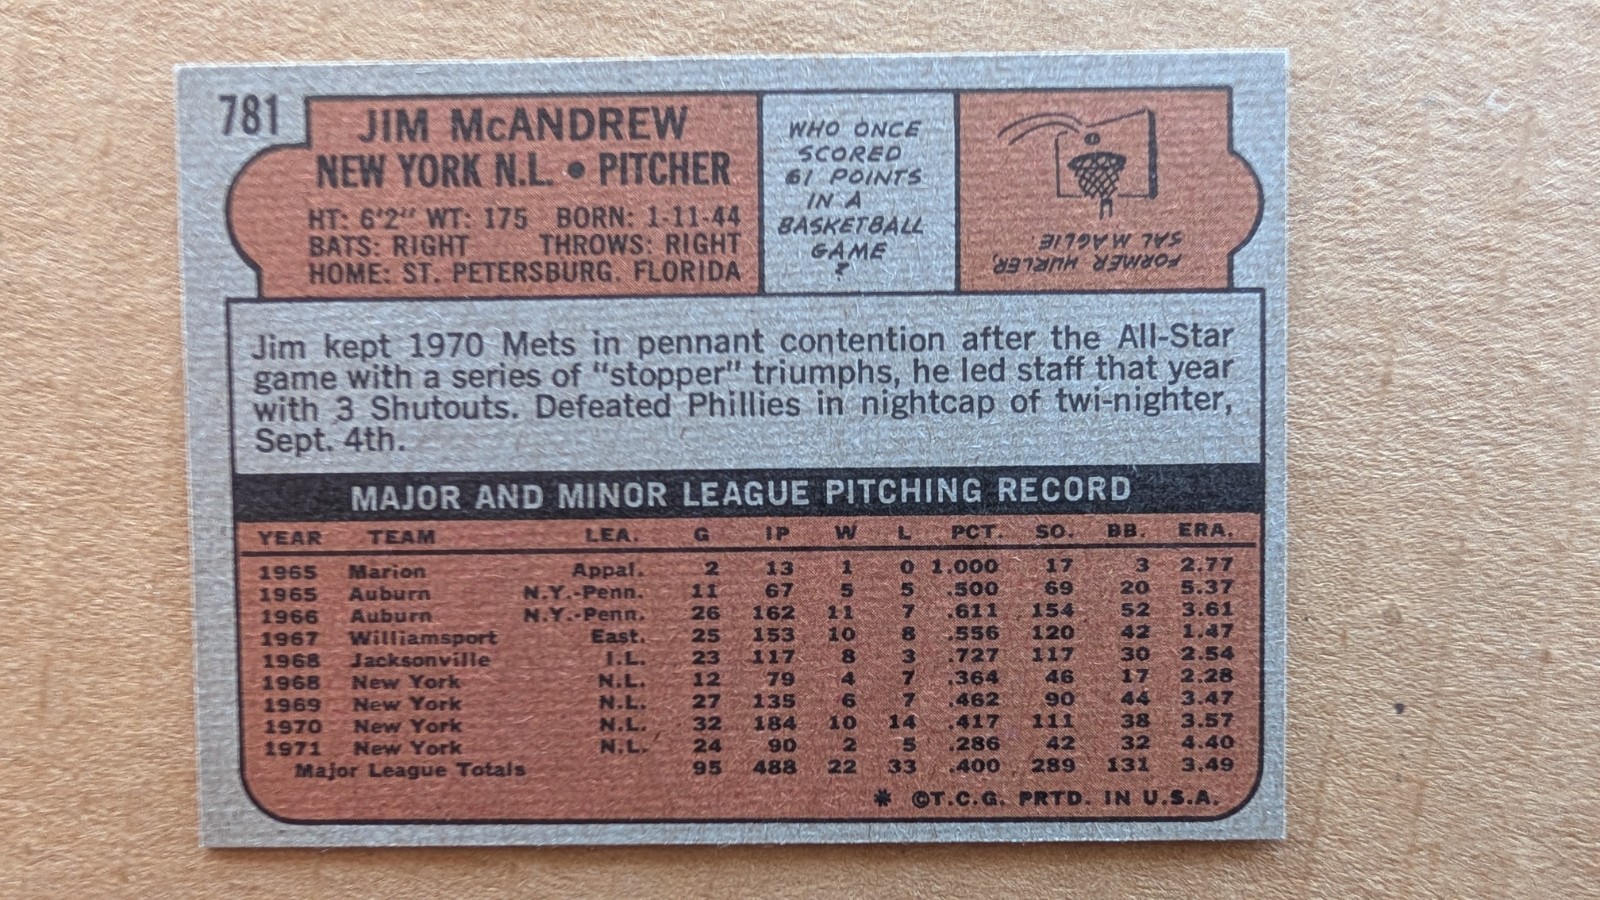 781
JIM McANDREW
NEW YORK N.L. • PITCHER
HT: 6'2" WT: 175 BORN: 1-11-44
BATS: RIGHT THROWS: RIGHT
HOME: ST. PETERSBURG, FLORIDA
WHO ONCE
SCORED
61 POINTS
IN A
BASKETBALL
GAME
?
FORMER HURLER,
SAL MAGLIE.
Jim kept 1970 Mets in pennant contention after the All-Star
game with a series of "stopper" triumphs, he led staff that year
with 3 Shutouts. Defeated Phillies in nightcap of twi-nighter,
Sept. 4th.
MAJOR AND MINOR LEAGUE PITCHING RECORD
YEAR TEAM LEA. G IP W L PCT. SO. BB. ERA.
1965 Marion Appal. 2 13 1 0 1.000 17 3 2.77
1965 Auburn N.Y.-Penn. 11 67 5 5 .500 69 20 5.37
1966 Auburn N.Y.-Penn. 26 162 11 7 .611 154 52 3.61
1967 Williamsport East. 25 153 10 8 .556 120 42 1.47
1968 Jacksonville I.L. 23 117 8 3 .727 117 30 2.54
1968 New York N.L. 12 79 4 7 .364 46 17 2.28
1969 New York N.L. 27 135 6 7 .462 90 44 3.47
1970 New York N.L. 32 184 10 14 .417 111 38 3.57
1971 New York N.L. 24 90 2 5 .286 42 32 4.40
Major League Totals 95 488 22 33 .400 289 131 3.49
* ©T.C.G. PRTD. IN U.S.A.